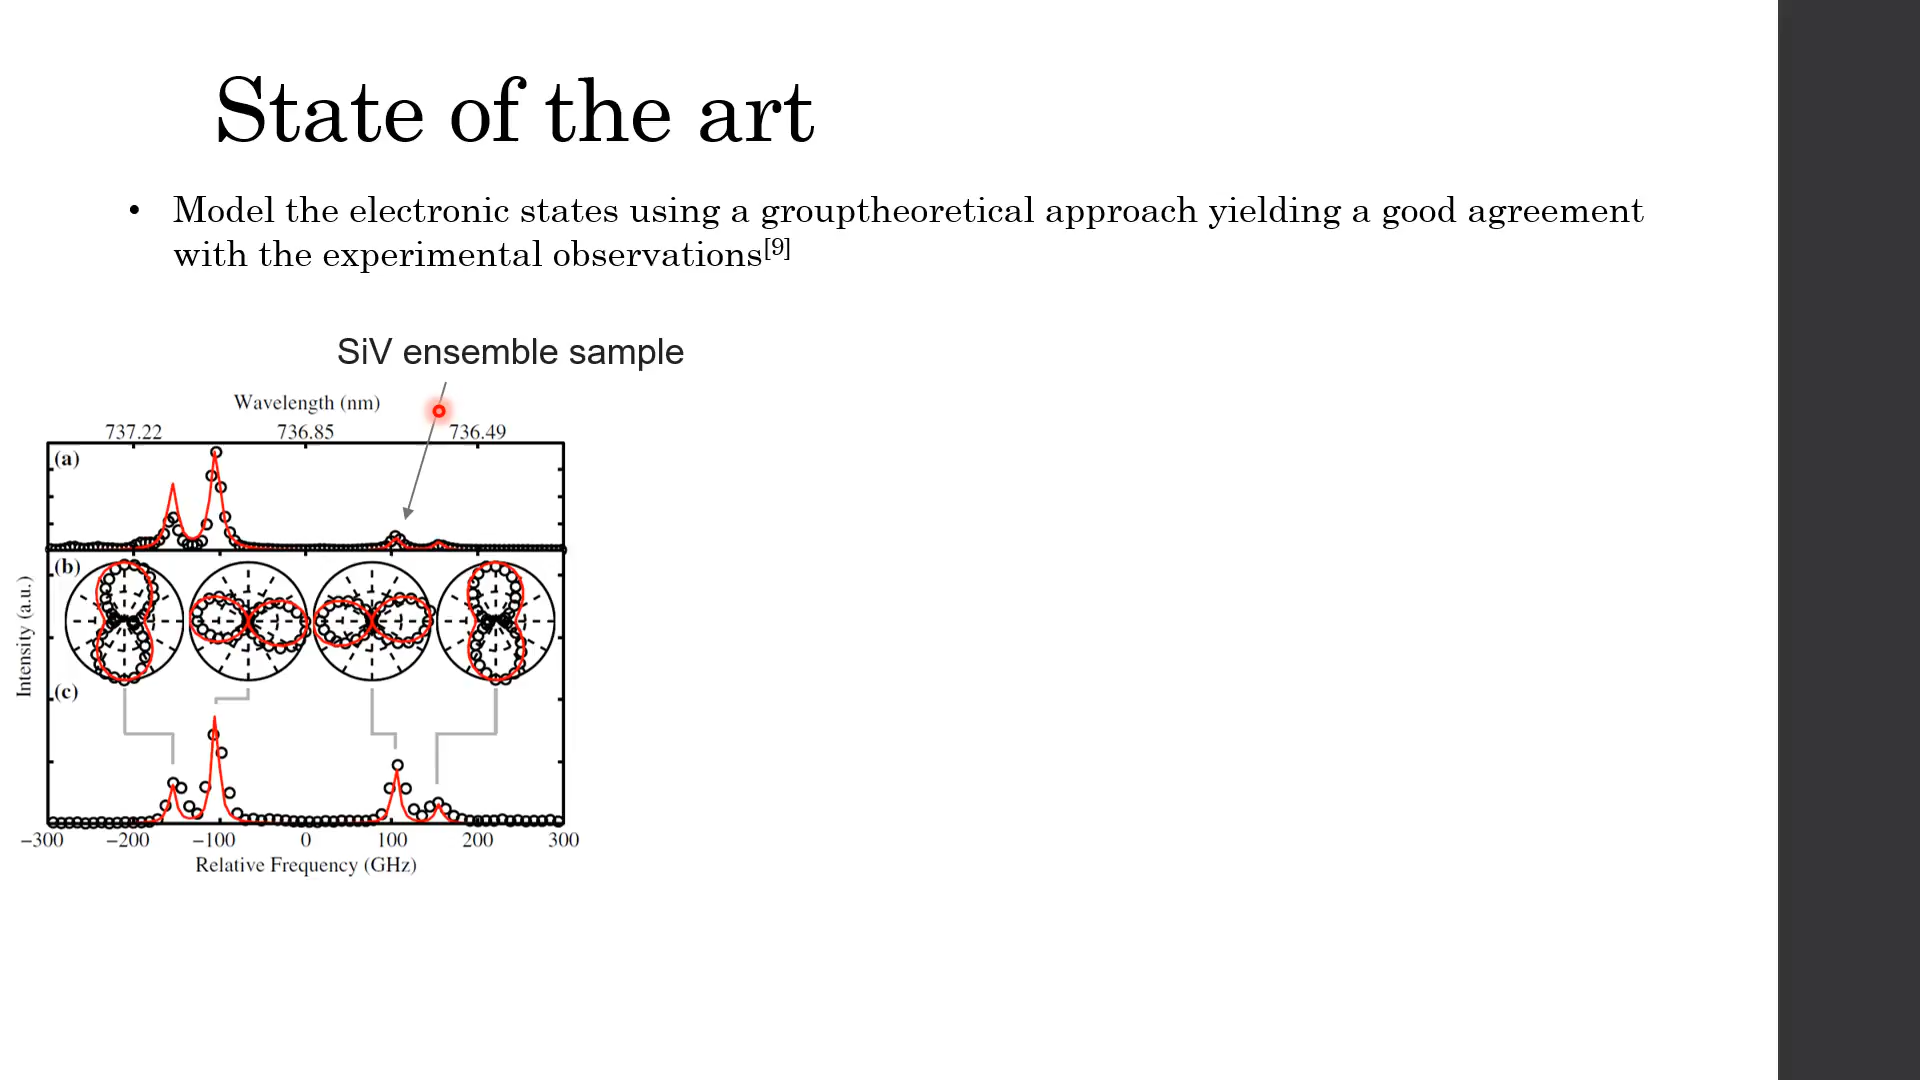 State of the art
• Model the electronic states using a grouptheoretical approach yielding a good agreement
with the experimental observations[9]
SiV ensemble sample
Wavelength (nm)
737.22 736.85 736.49
(a)
(b)
(c)
Intensity (a.u.)
−300 −200 −100 0 100 200 300
Relative Frequency (GHz)